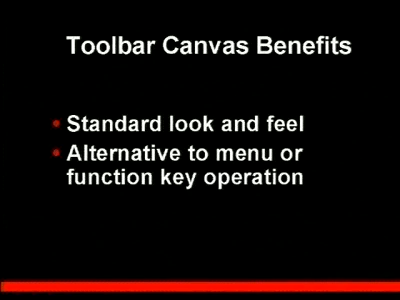 Toolbar Canvas Benefits
• Standard look and feel
• Alternative to menu or
function key operation